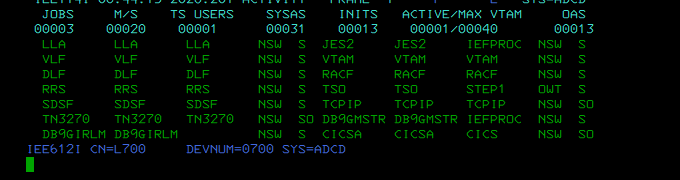 JOBS M/S TS USERS SYSAS INITS ACTIVE/MAX VTAM OAS
00003 00020 00001 00031 00013 00001/00040 00013
LLA LLA LLA NSW S JES2 JES2 IEFPROC NSW S
VLF VLF VLF NSW S VTAM VTAM VTAM NSW S
DLF DLF DLF NSW S RACF RACF RACF NSW S
RRS RRS RRS NSW S TSO TSO STEP1 OWT S
SDSF SDSF SDSF NSW S TCPIP TCPIP TCPIP NSW SO
TN3270 TN3270 TN3270 NSW SO DB9GMSTR DB9GMSTR IEFPROC NSW S
DB9GIRLM DB9GIRLM NSW S CICSA CICSA CICS NSW SO
IEE612I CN=L700 DEVNUM=0700 SYS=ADCD